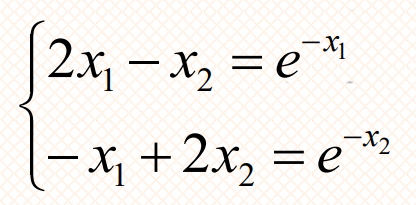 2x₁ − x₂ = e^(−x₁)
− x₁ + 2x₂ = e^(−x₂)